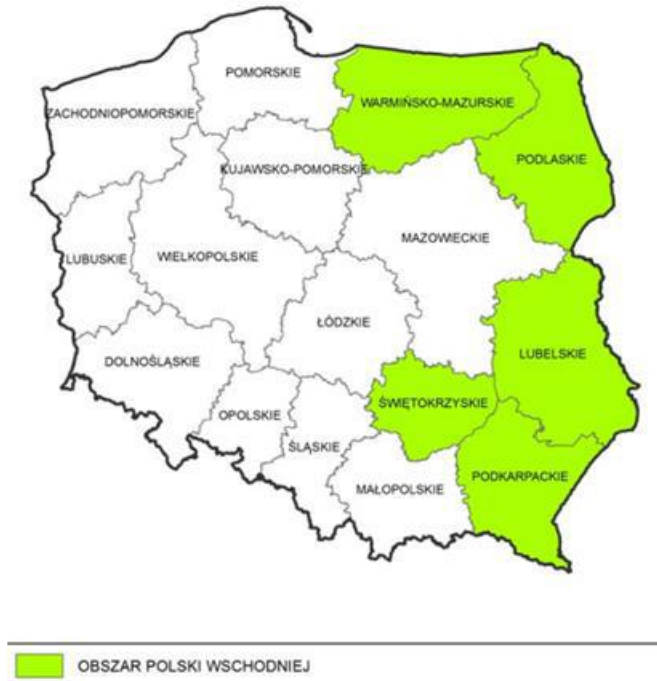 POMORSKIE
WARMIŃSKO-MAZURSKIE
ZACHODNIOPOMORSKIE
PODLASKIE
KUJAWSKO-POMORSKIE
MAZOWIECKIE
LUBUSKIE
WIELKOPOLSKIE
ŁÓDZKIE
LUBELSKIE
DOLNOŚLĄSKIE
ŚWIĘTOKRZYSKIE
OPOLSKIE
ŚLĄSKIE
PODKARPACKIE
MAŁOPOLSKIE
OBSZAR POLSKI WSCHODNIEJ